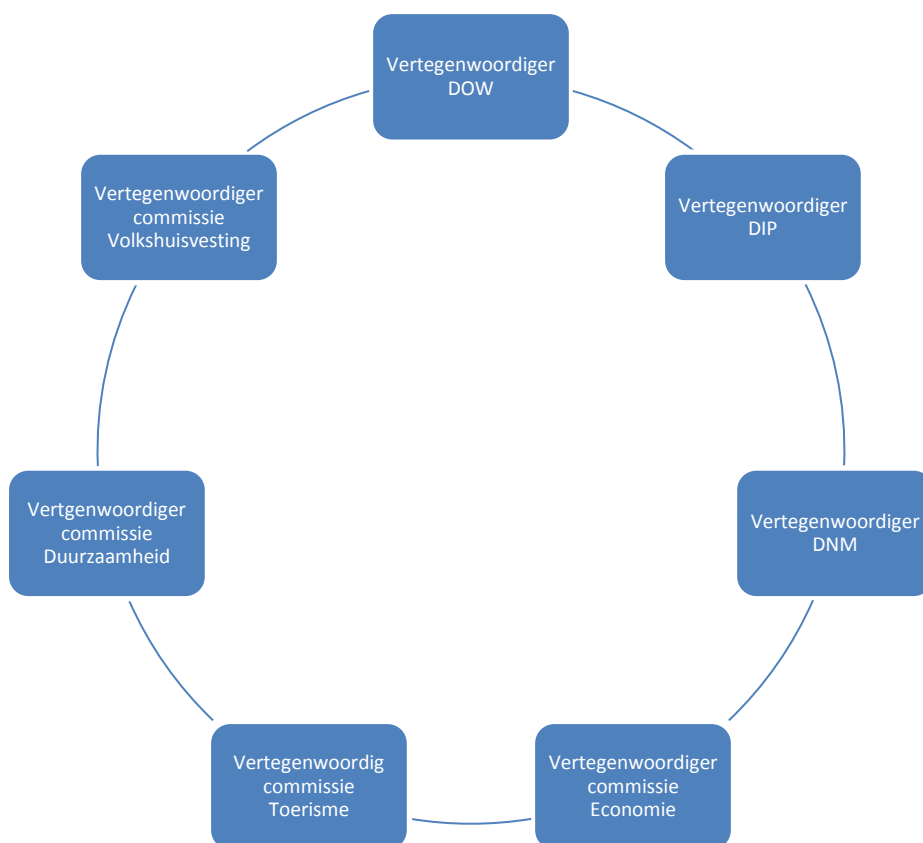 Vertegenwoordiger
DOW
Vertegenwoordiger
DIP
Vertegenwoordiger
DNM
Vertegenwoordiger
commissie
Economie
Vertegenwoordig
commissie
Toerisme
Vertgenwoordiger
commissie
Duurzaamheid
Vertegenwoordiger
commissie
Volkshuisvesting